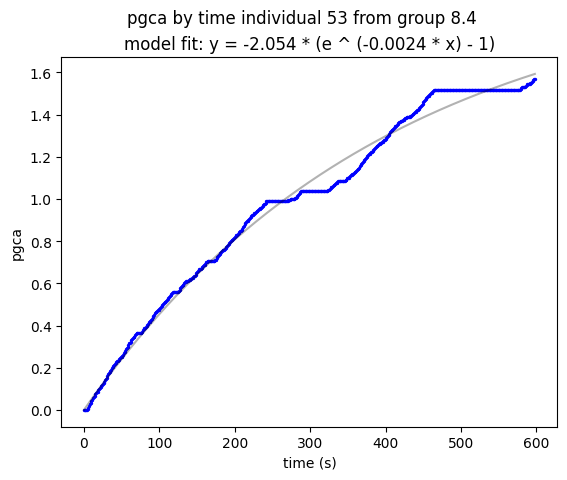 pgca by time individual 53 from group 8.4
model fit: y = -2.054 * (e ^ (-0.0024 * x) - 1)
1.6
1.4
1.2
1.0
0.8
0.6
0.4
0.2
0.0
pgca
0 100 200 300 400 500 600
time (s)